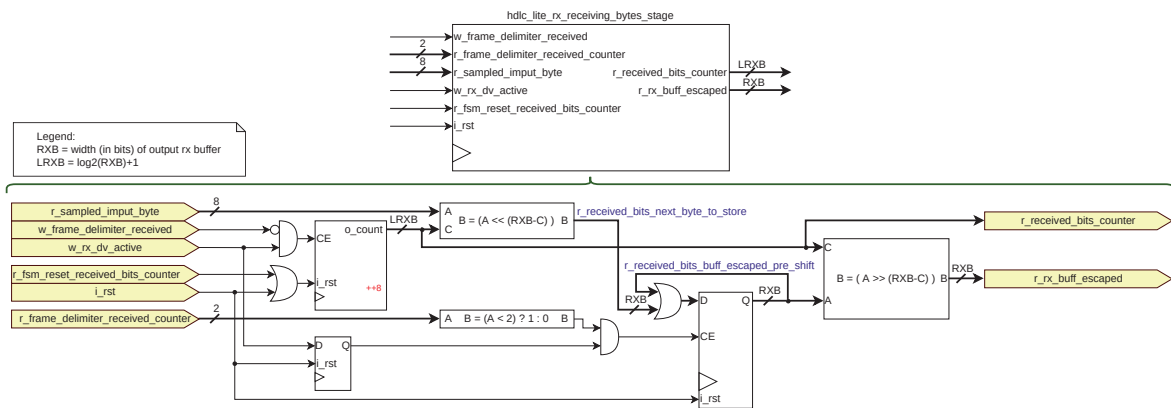 hdlc_lite_rx_receiving_bytes_stage
w_frame_delimiter_received
2
r_frame_delimiter_received_counter
8
r_sampled_imput_byte
r_received_bits_counter
LRXB
w_rx_dv_active
r_rx_buff_escaped
RXB
r_fsm_reset_received_bits_counter
i_rst
Legend:
RXB = width (in bits) of output rx buffer
LRXB = log2(RXB)+1
r_sampled_imput_byte
8
A
C
B = (A << (RXB-C) )
B
r_received_bits_next_byte_to_store
r_received_bits_counter
w_frame_delimiter_received
w_rx_dv_active
CE
o_count
LRXB
i_rst
++8
r_fsm_reset_received_bits_counter
i_rst
r_received_bits_buff_escaped_pre_shift
RXB
D
Q
RXB
CE
i_rst
C
A
B = ( A >> (RXB-C) )
B
RXB
r_rx_buff_escaped
r_frame_delimiter_received_counter
2
A
B = (A < 2) ? 1 : 0
B
D
Q
i_rst